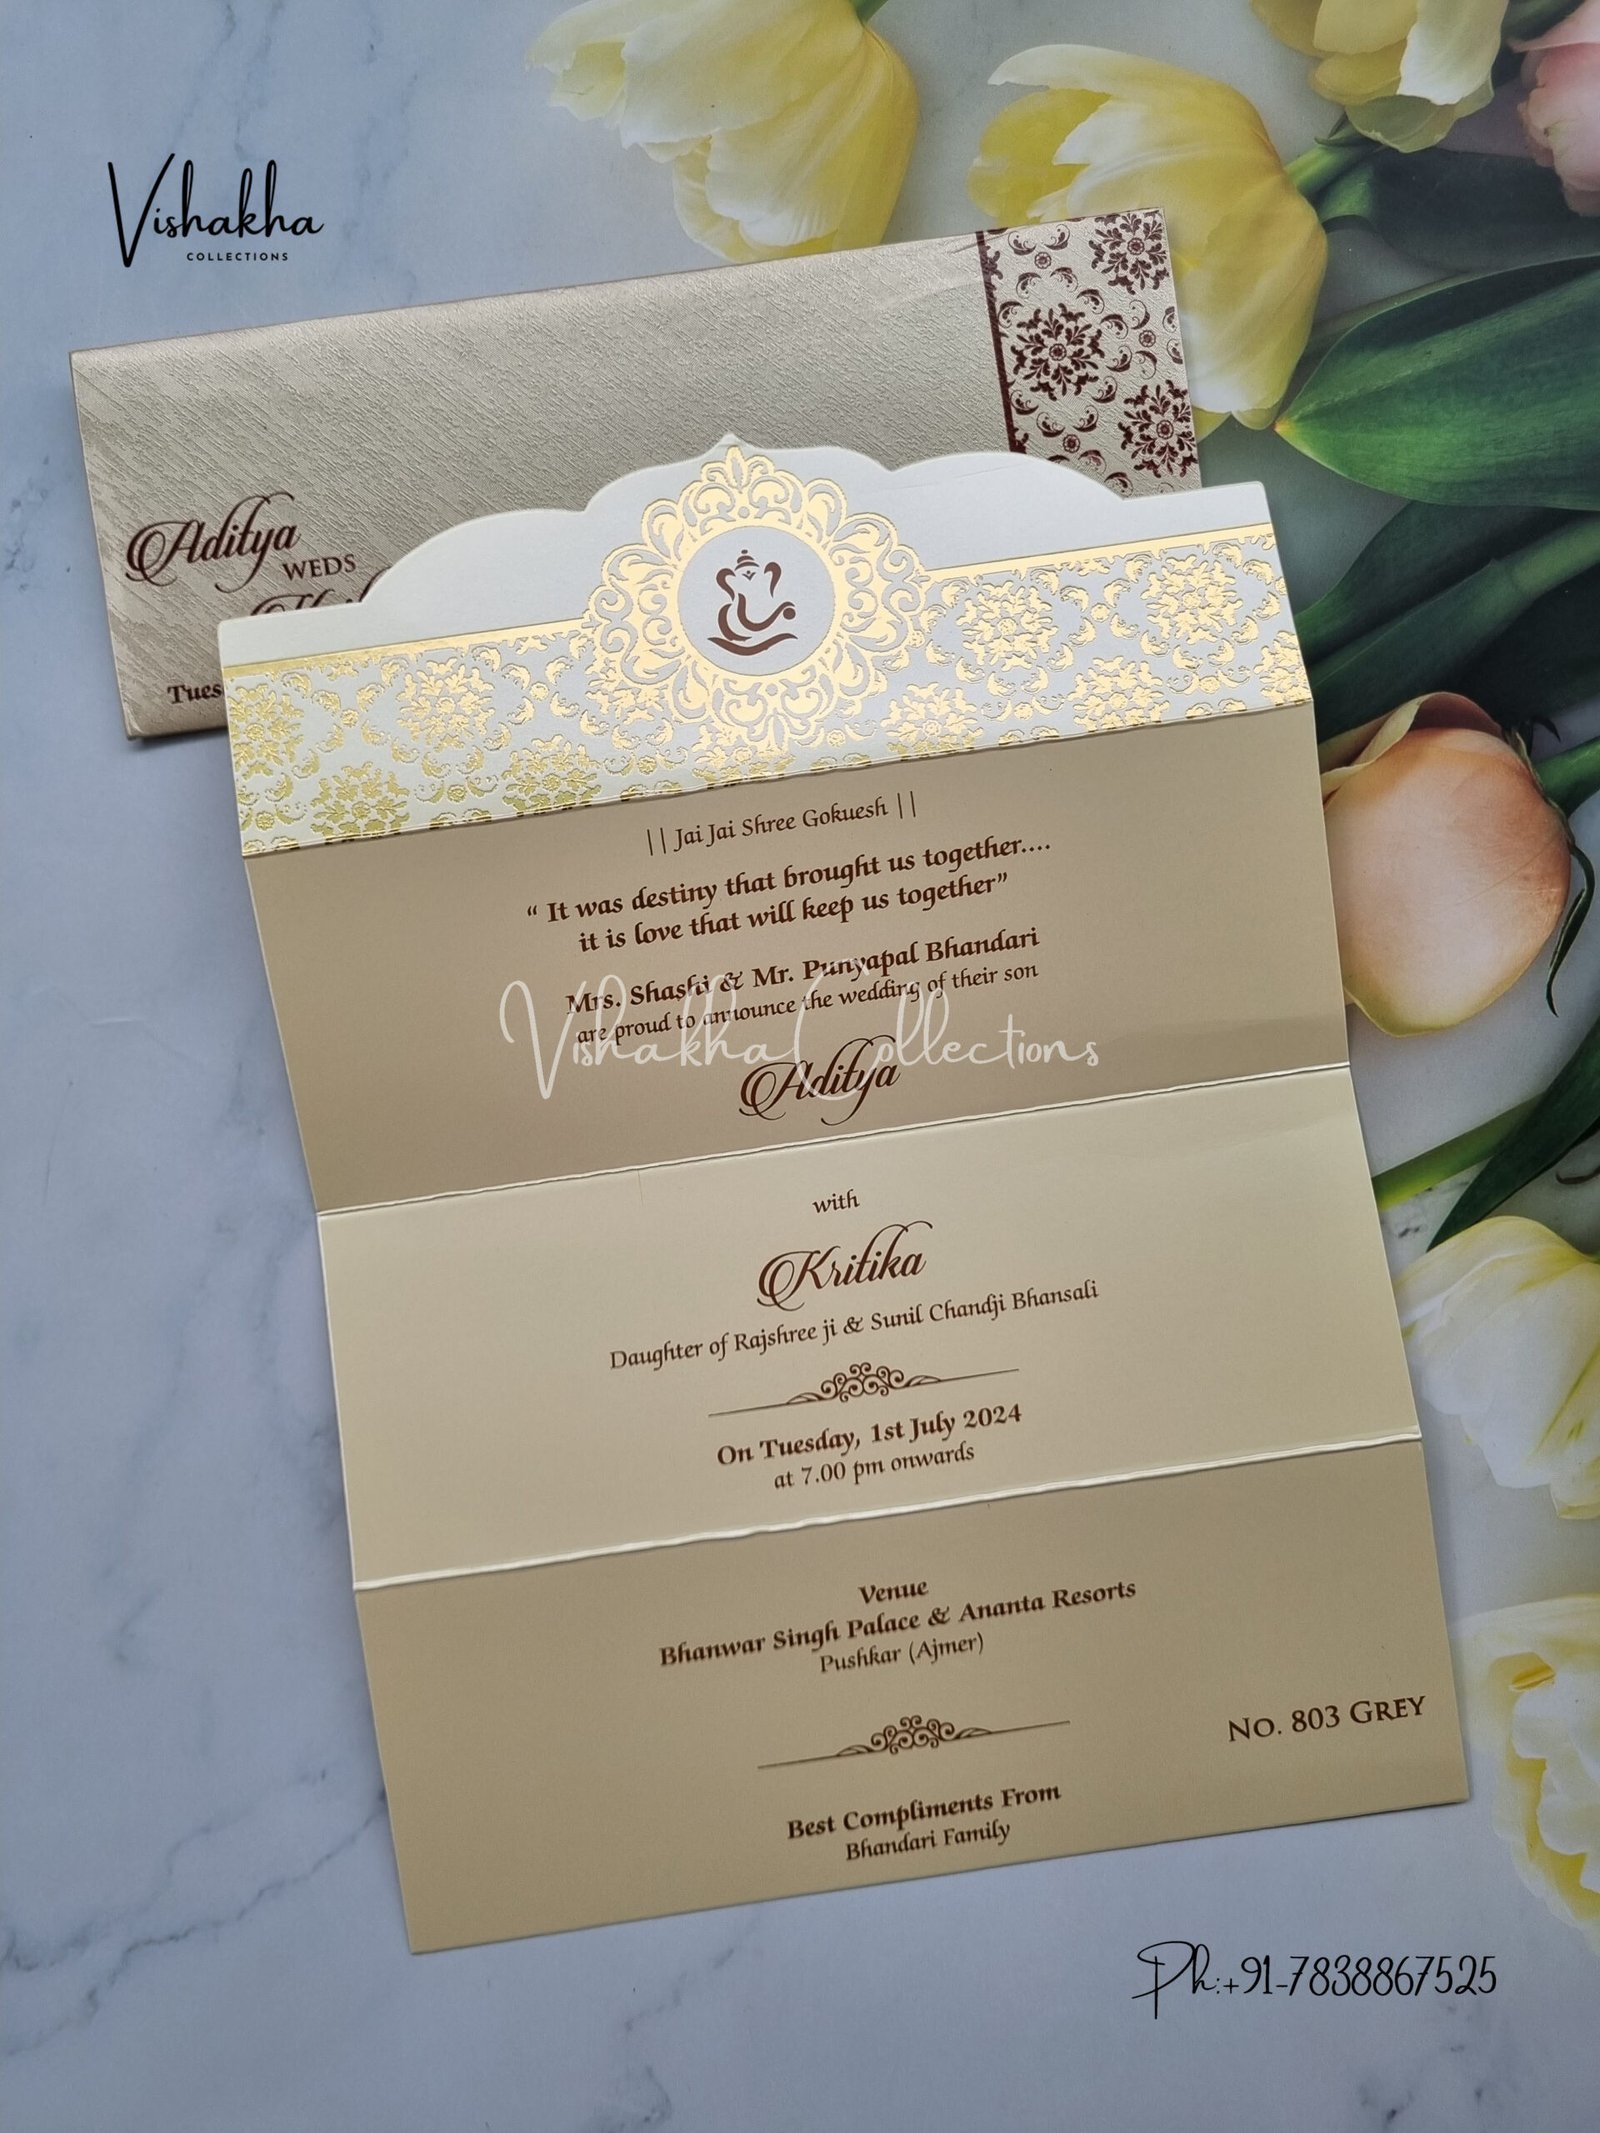 Vishakha
COLLECTIONS
Aditya
WEDS
|| Jai Jai Shree Gokuesh ||
“ It was destiny that brought us together....
it is love that will keep us together”
Mrs. Shashi & Mr. Punyapal Bhandari
are proud to announce the wedding of their son
Vishakha Collections
Aditya
with
Kritika
Daughter of Rajshree ji & Sunil Chandji Bhansali
On Tuesday, 1st July 2024
at 7.00 pm onwards
Venue
Bhanwar Singh Palace & Ananta Resorts
Pushkar (Ajmer)
No. 803 Grey
Best Compliments From
Bhandari Family
Ph:+91-7838867525